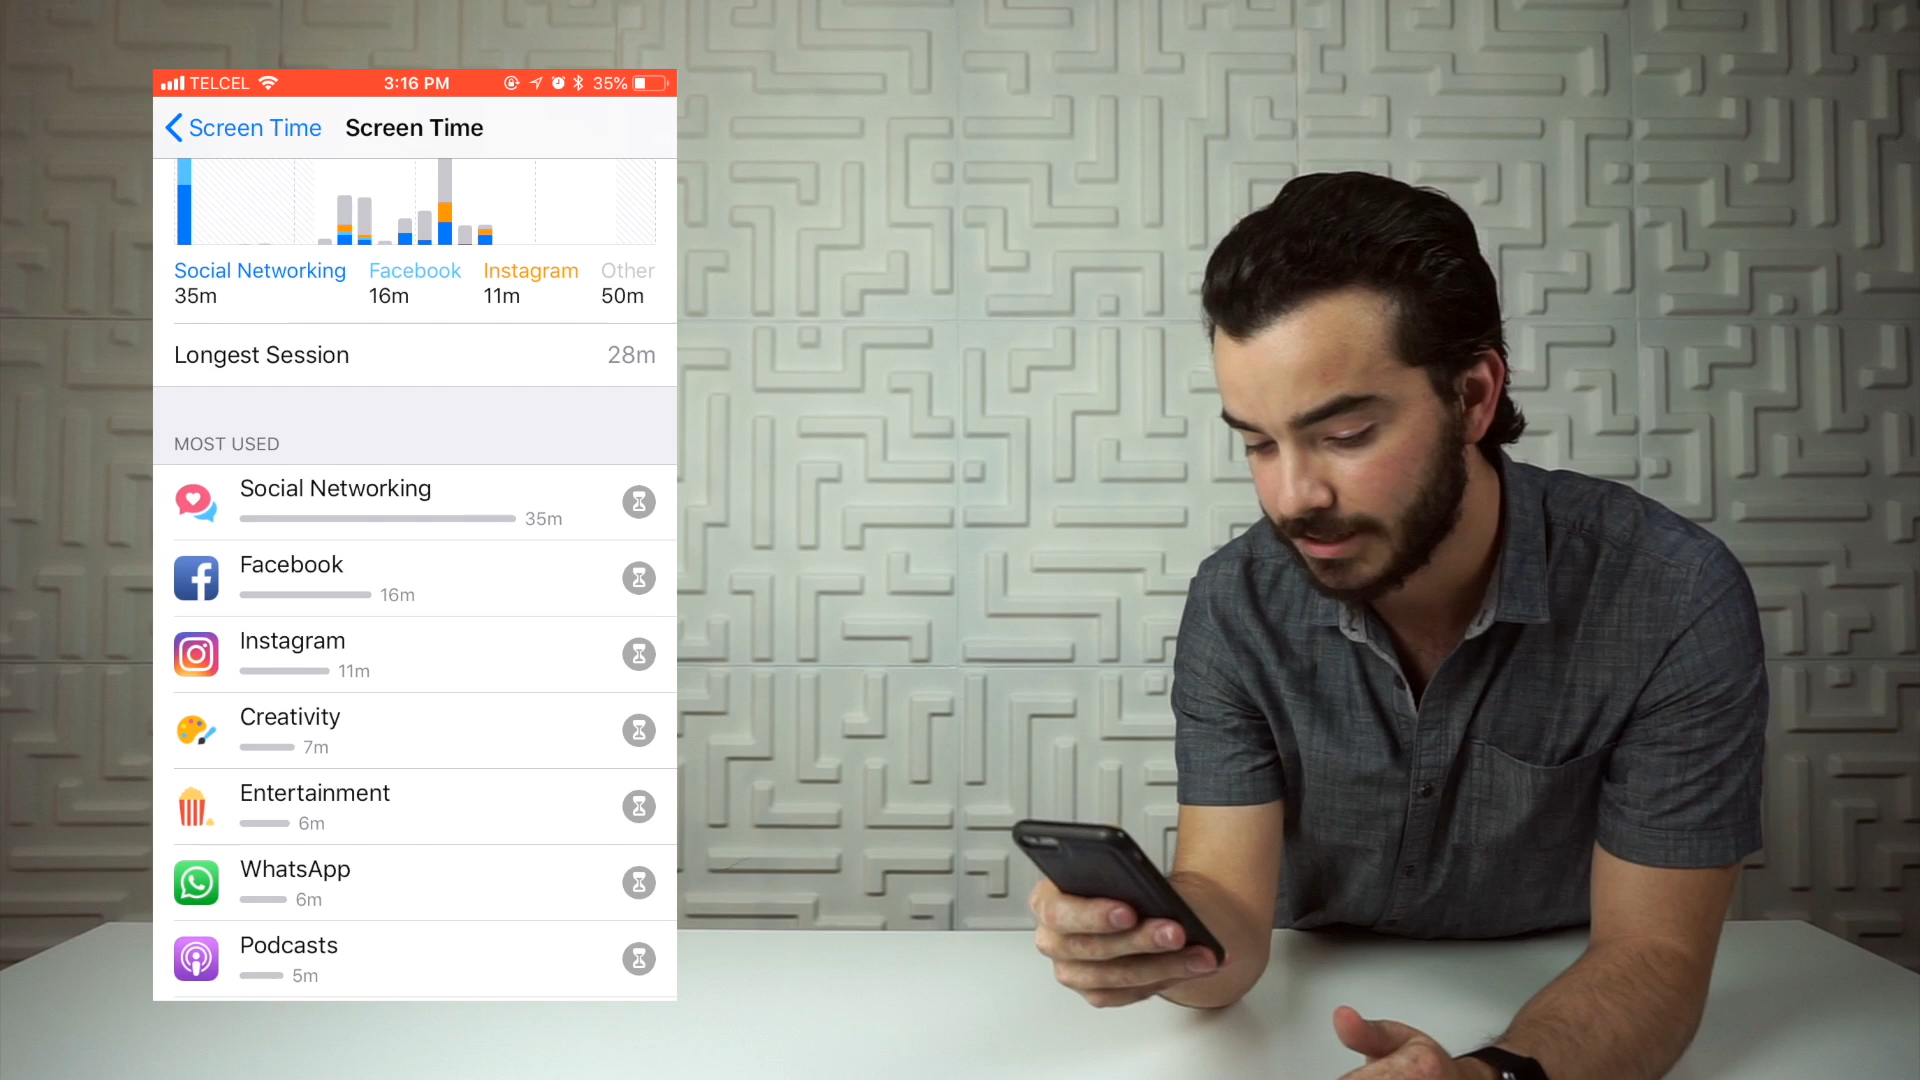 TELCEL 3:16 PM 35%
Screen Time Screen Time
Social Networking Facebook Instagram Other
35m 16m 11m 50m
Longest Session 28m
MOST USED
Social Networking
35m
Facebook
16m
Instagram
11m
Creativity
7m
Entertainment
6m
WhatsApp
6m
Podcasts
5m